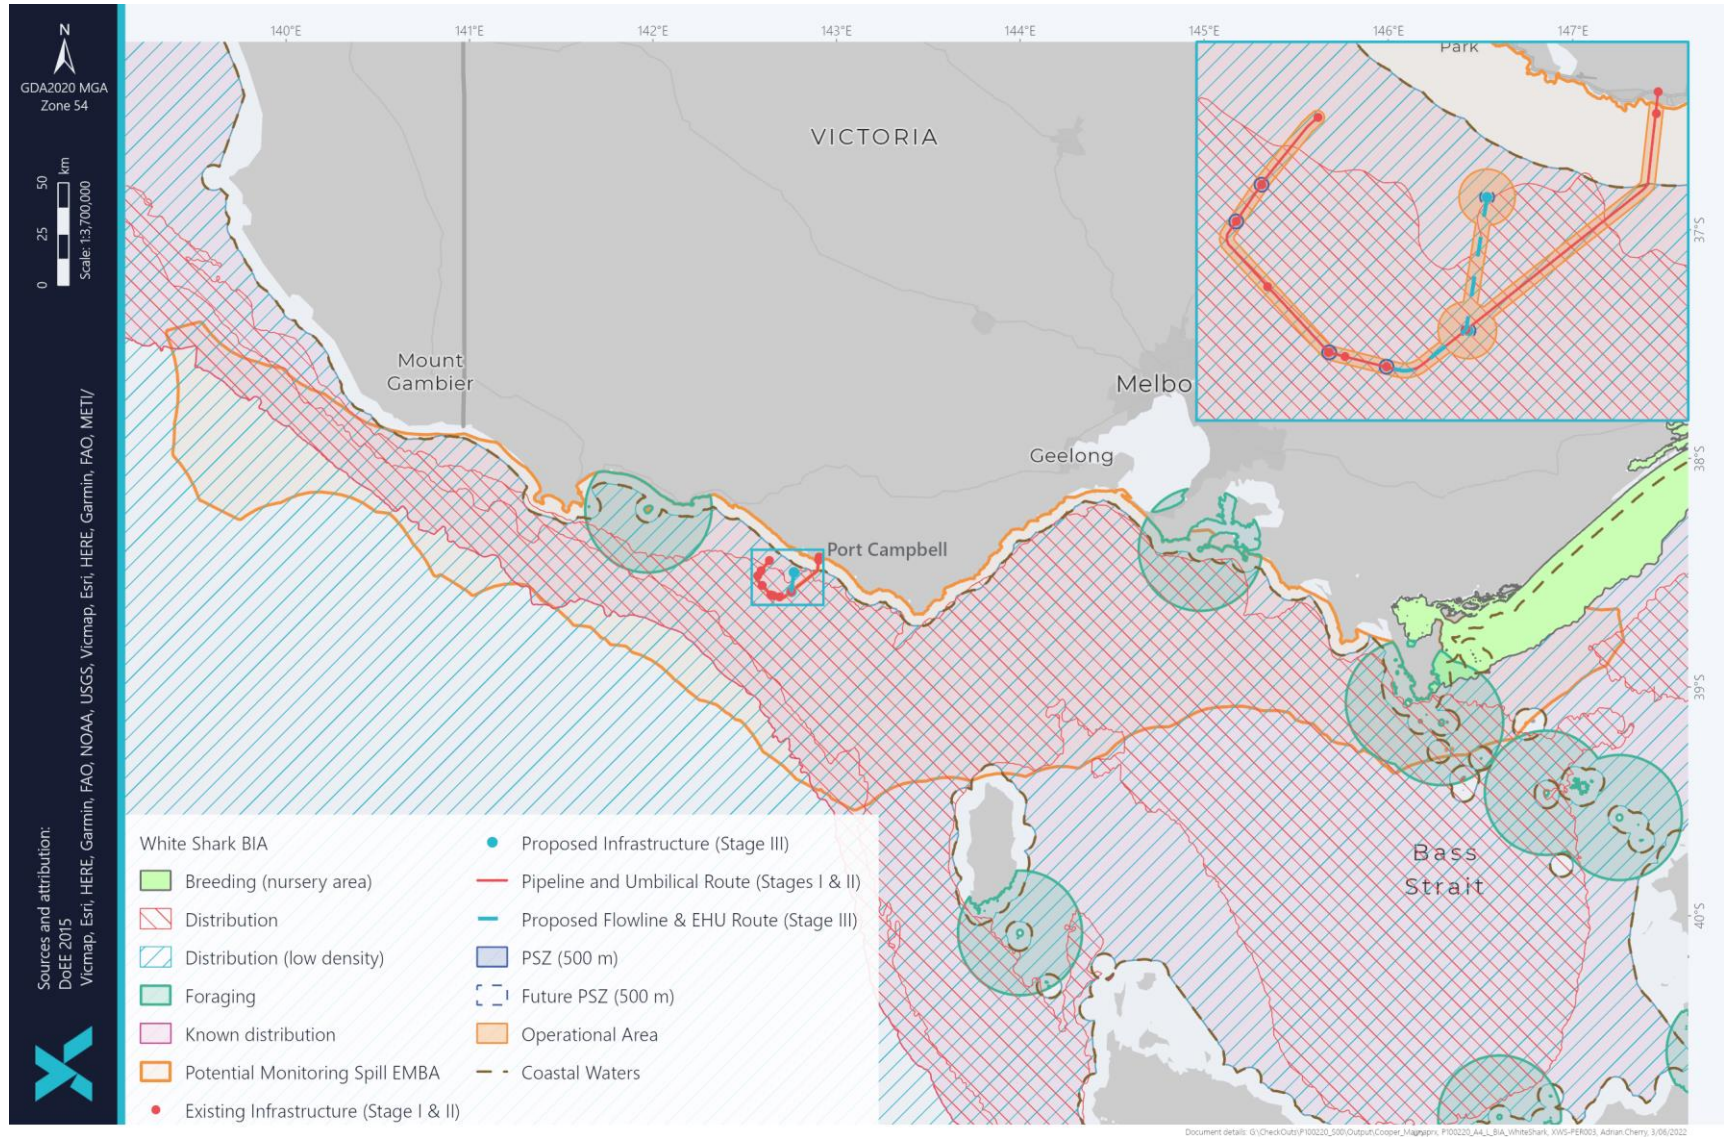 N
GDA2020 MGA
Zone 54
0 25 50 km
Scale: 1:3,700,000
Sources and attribution:
DoEE 2015
Vicmap, Esri, HERE, Garmin, FAO, NOAA, USGS, Vicmap, Esri, HERE, Garmin, FAO, METI/
140°E 141°E 142°E 143°E 144°E 145°E 146°E 147°E
Park
VICTORIA
37°S
Mount
Gambier
Melbo
Geelong
38°S
Port Campbell
39°S
Bass
Strait
40°S
White Shark BIA
Breeding (nursery area)
Distribution
Distribution (low density)
Foraging
Known distribution
Potential Monitoring Spill EMBA
Existing Infrastructure (Stage I & II)
Proposed Infrastructure (Stage III)
Pipeline and Umbilical Route (Stages I & II)
Proposed Flowline & EHU Route (Stage III)
PSZ (500 m)
Future PSZ (500 m)
Operational Area
Coastal Waters